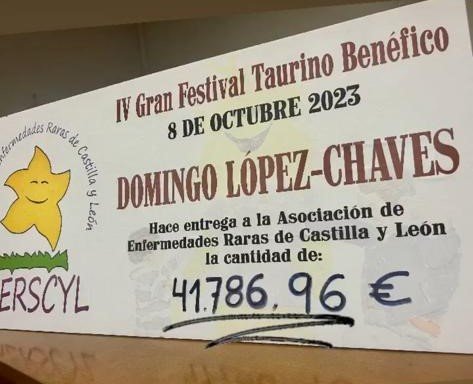 IV Gran Festival Taurino Benéfico
8 DE OCTUBRE 2023
DOMINGO LÓPEZ-CHAVES
Hace entrega a la Asociación de
Enfermedades Raras de Castilla y León
la cantidad de:
41.786,96 €
Enfermedades Raras de Castilla y León
ERSCYL